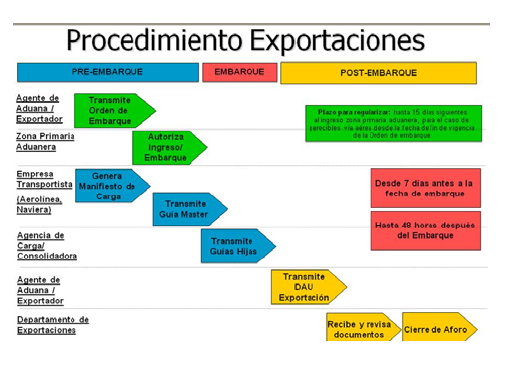 Procedimiento Exportaciones
PRE-EMBARQUE
EMBARQUE
POST-EMBARQUE
Agente de
Aduana /
Exportador
Transmite
Orden de
Embarque
Plazo para regularizar: hasta 15 días siguientes
al ingreso zona primaria aduanera, para el caso de
perecibles, vía aérea desde la fecha de fin de vigencia
de la Orden de embarque
Zona Primaria
Aduanera
Autoriza
Ingreso/
Embarque
Empresa
Transportista
(Aerolínea,
Naviera)
Genera
Manifiesto de
Carga
Transmite
Guía Master
Desde 7 días antes a la
fecha de embarque
Hasta 48 horas después
del Embarque
Agencia de
Carga/
Consolidadora
Transmite
Guías Hijas
Agente de
Aduana /
Exportador
Transmite
IDAU
Exportación
Departamento de
Exportaciones
Recibe y revisa
documentos
Cierre de Aforo